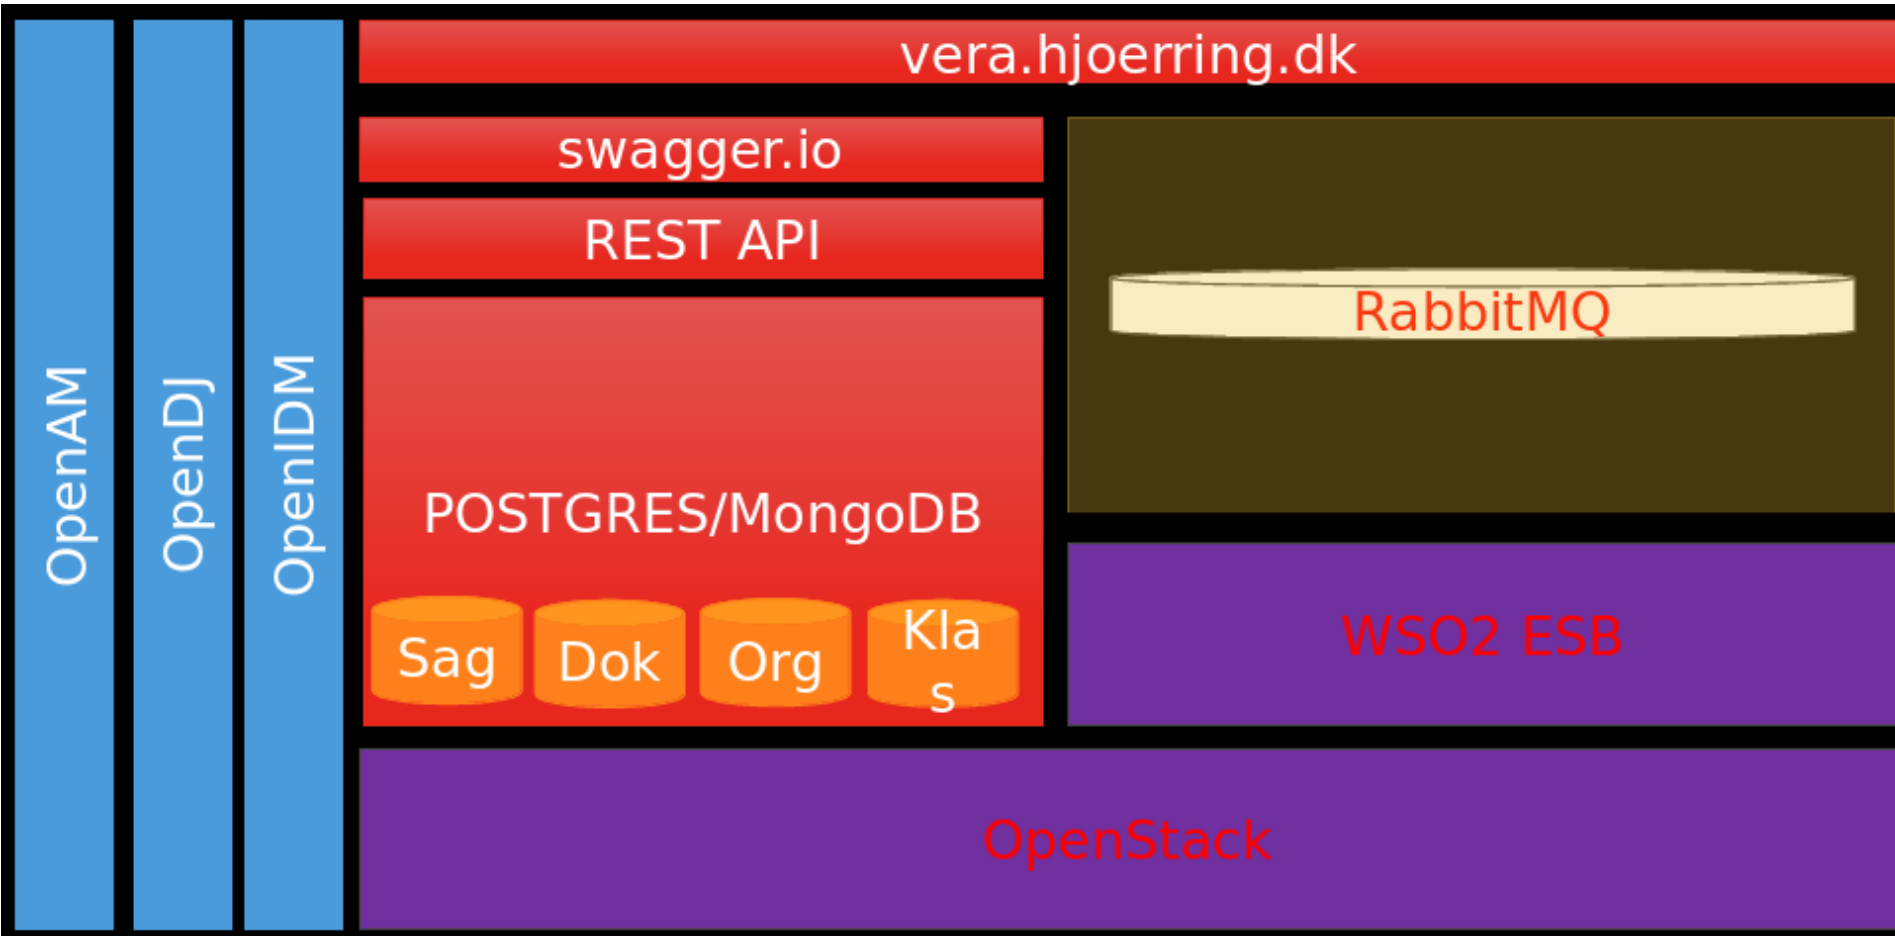 OpenAM
OpenDJ
OpenIDM
vera.hjoerring.dk
swagger.io
REST API
POSTGRES/MongoDB
Sag
Dok
Org
Kla
s
RabbitMQ
WSO2 ESB
OpenStack